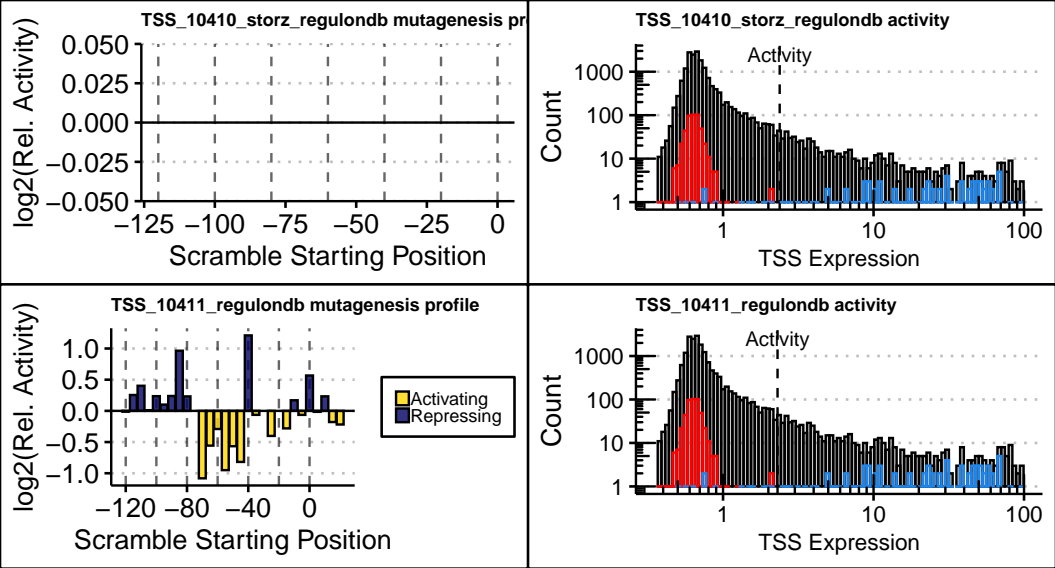 TSS_10410_storz_regulondb mutagenesis pr
log2(Rel. Activity)
0.050
0.025
0.000
−0.025
−0.050
−125 −100 −75 −50 −25 0
Scramble Starting Position
TSS_10410_storz_regulondb activity
Activity
Count
1000
100
10
1
1 10 100
TSS Expression
TSS_10411_regulondb mutagenesis profile
log2(Rel. Activity)
1.0
0.5
0.0
−0.5
−1.0
−120 −80 −40 0
Scramble Starting Position
Activating
Repressing
TSS_10411_regulondb activity
Activity
Count
1000
100
10
1
1 10 100
TSS Expression